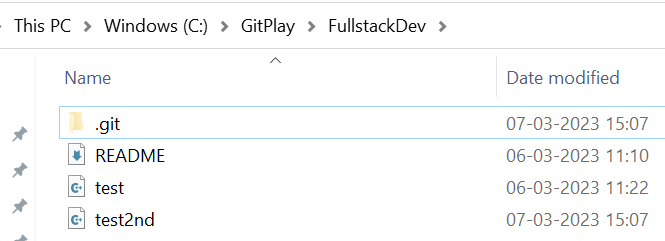 This PC > Windows (C:) > GitPlay > FullstackDev >
Name Date modified
.git 07-03-2023 15:07
README 06-03-2023 11:10
test 06-03-2023 11:22
test2nd 07-03-2023 15:07